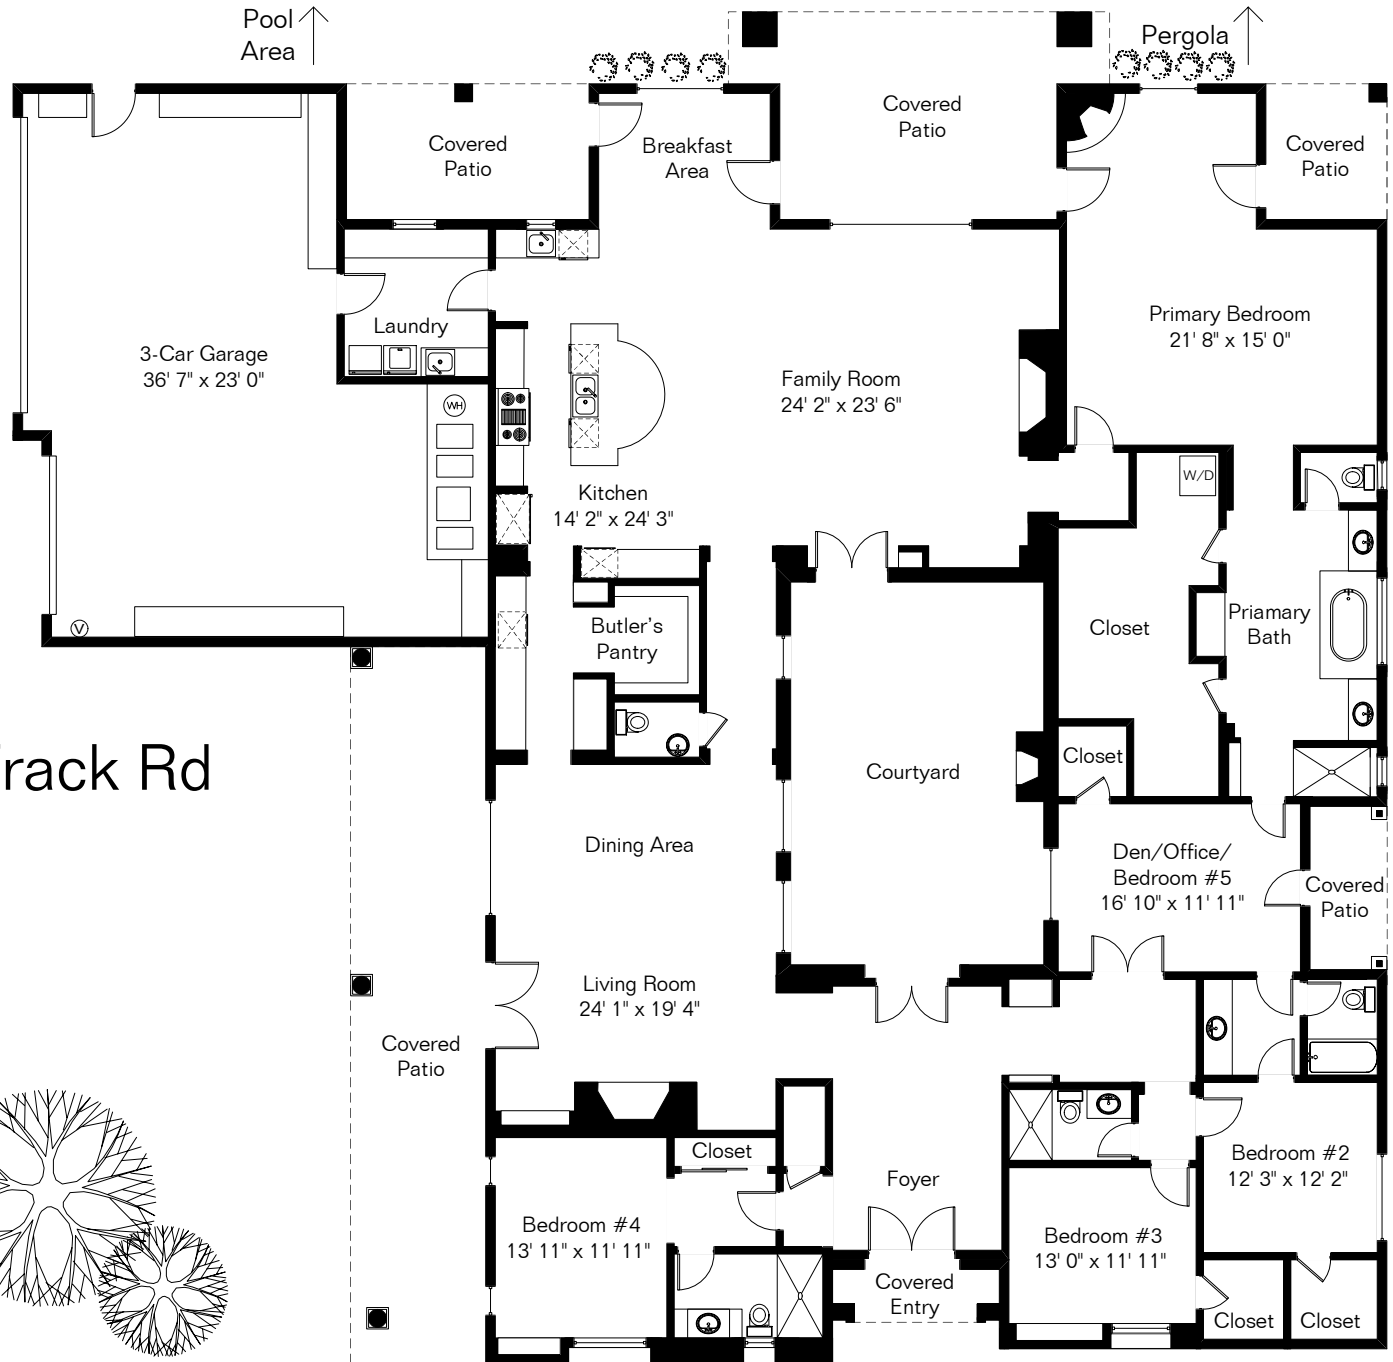 Pool
Area
Pergola
Covered
Patio
Covered
Patio
Breakfast
Area
Covered
Patio
Laundry
3-Car Garage
36' 7" x 23' 0"
WH
Primary Bedroom
21' 8" x 15' 0"
Family Room
24' 2" x 23' 6"
Kitchen
14' 2" x 24' 3"
W/D
Butler's
Pantry
Closet
Priamary
Bath
V
rack Rd
Closet
Courtyard
Dining Area
Den/Office/
Bedroom #5
16' 10" x 11' 11"
Covered
Patio
Living Room
24' 1" x 19' 4"
Covered
Patio
Closet
Foyer
Bedroom #2
12' 3" x 12' 2"
Bedroom #4
13' 11" x 11' 11"
Bedroom #3
13' 0" x 11' 11"
Covered
Entry
Closet
Closet